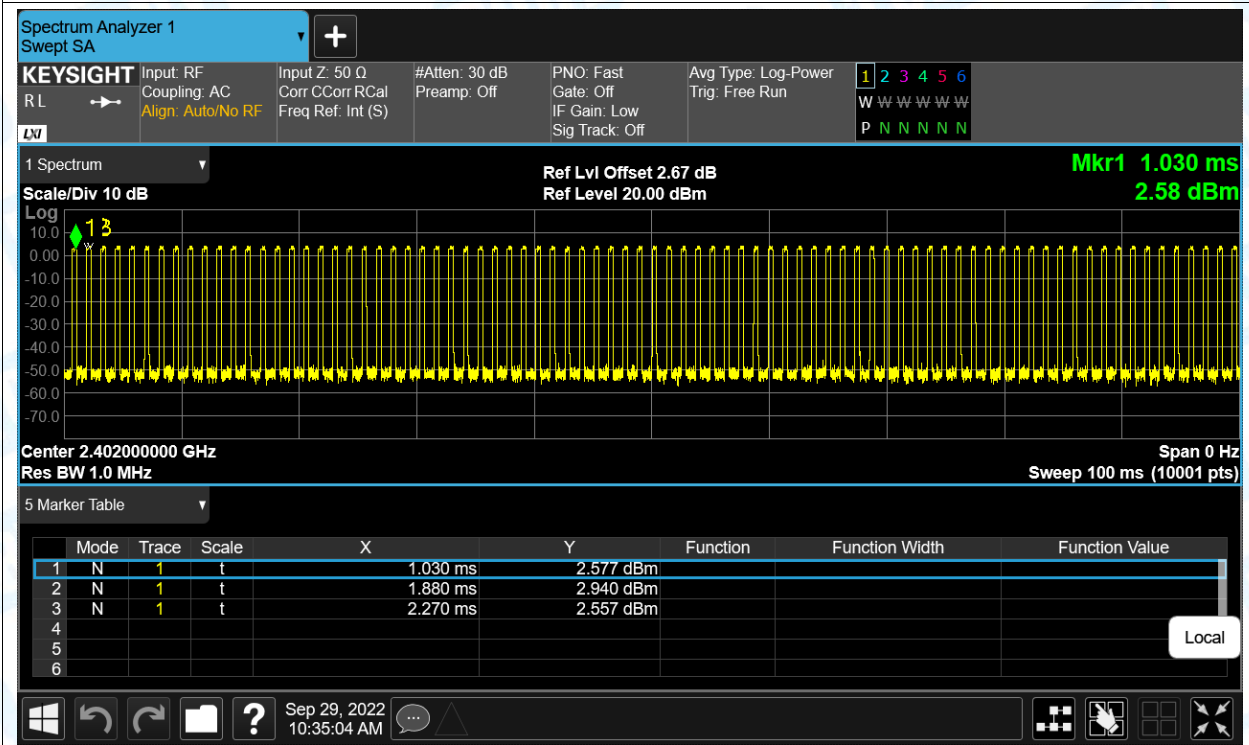 Spectrum Analyzer 1
Swept SA
KEYSIGHT Input: RF Input Z: 50 Ω #Atten: 30 dB PNO: Fast Avg Type: Log-Power 1 2 3 4 5 6
R L Coupling: AC Corr CCorr RCal Preamp: Off Gate: Off Trig: Free Run W W W W W W
Align: Auto/No RF Freq Ref: Int (S) IF Gain: Low
LXI Sig Track: Off P N N N N N
1 Spectrum Ref Lvl Offset 2.67 dB Mkr1 1.030 ms
Scale/Div 10 dB Ref Level 20.00 dBm 2.58 dBm
Log
10.0
0.00
-10.0
-20.0
-30.0
-40.0
-50.0
-60.0
-70.0
Center 2.402000000 GHz Span 0 Hz
Res BW 1.0 MHz Sweep 100 ms (10001 pts)
5 Marker Table
Mode Trace Scale X Y Function Function Width Function Value
1 N 1 t 1.030 ms 2.577 dBm
2 N 1 t 1.880 ms 2.940 dBm
3 N 1 t 2.270 ms 2.557 dBm
4
5
6
Local
Sep 29, 2022
10:35:04 AM